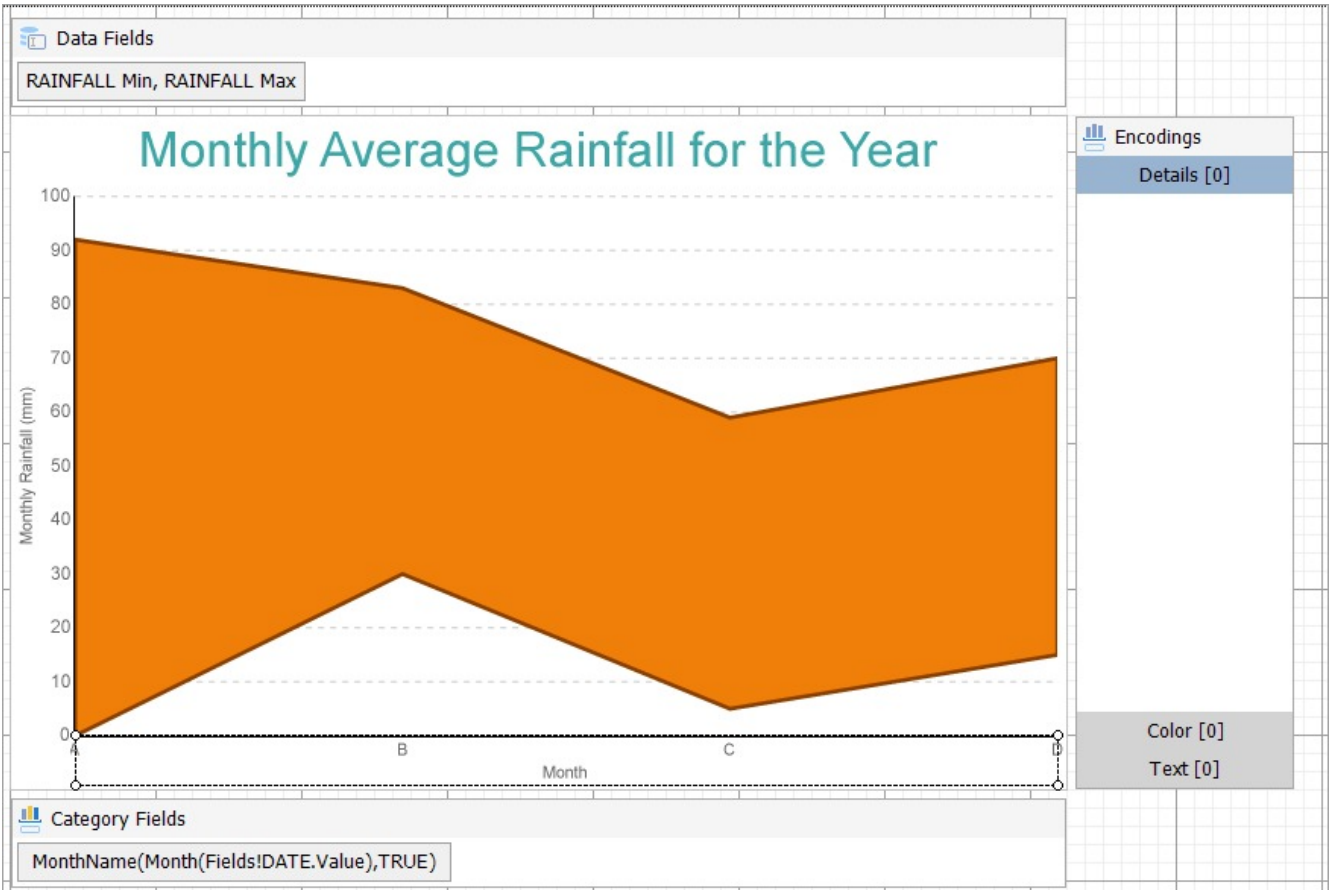 Data Fields
RAINFALL Min, RAINFALL Max
Monthly Average Rainfall for the Year
Encodings
Details [0]
100
90
80
70
60
50
40
30
20
10
0
Monthly Rainfall (mm)
A
B
C
D
Month
Color [0]
Text [0]
Category Fields
MonthName(Month(Fields!DATE.Value),TRUE)